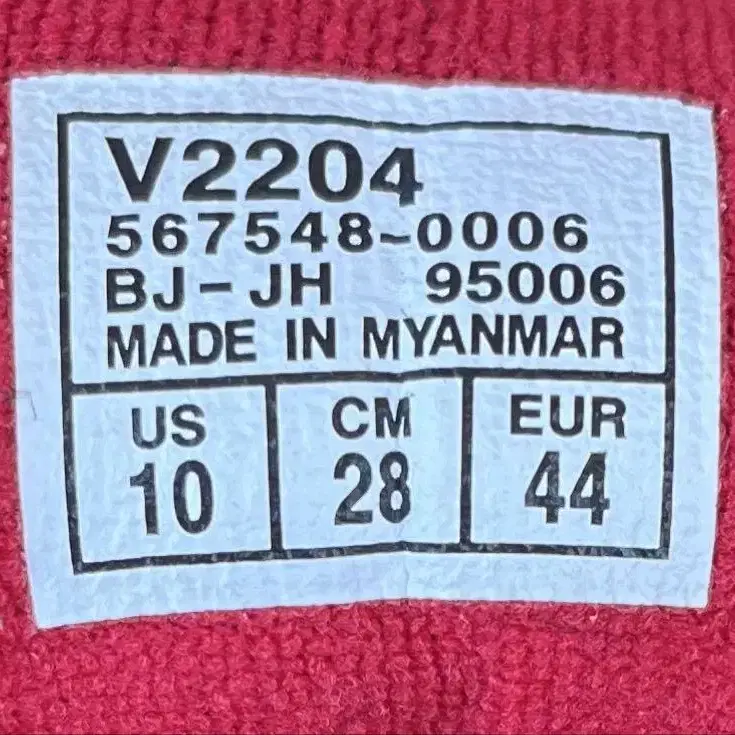 V2204
567548-0006
BJ-JH 95006
MADE IN MYANMAR
US CM EUR
10 28 44